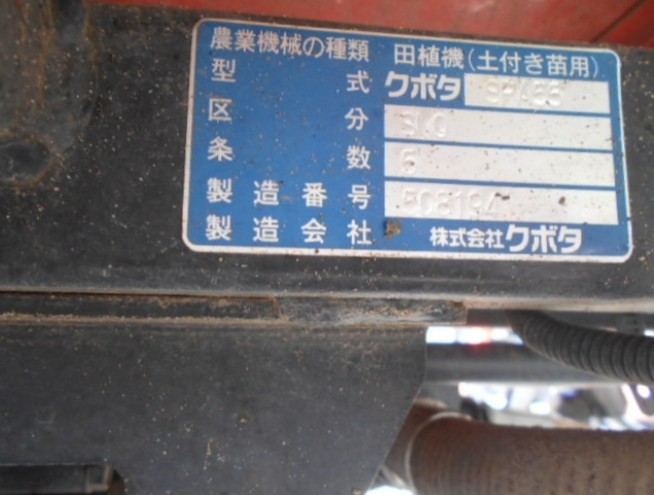 農業機械の種類 田植機(土付き苗用)
型式 クボタ
区分
条数 6
製造番号
製造会社 株式会社クボタ